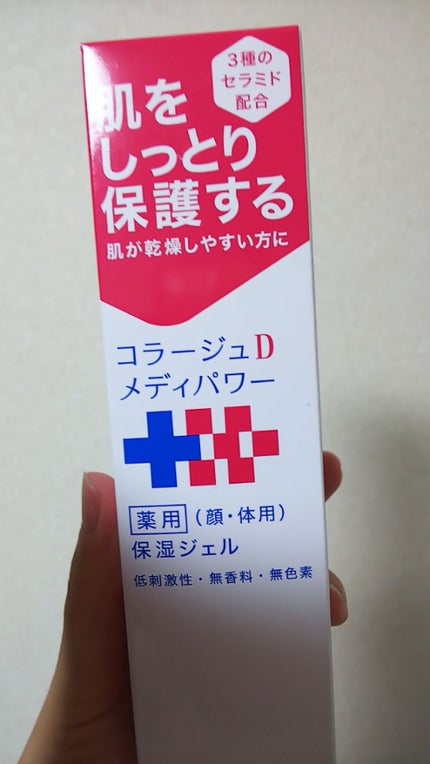 3種の
セラミド
配合
肌を
しっとり
保護する
肌が乾燥しやすい方に
コラージュD
メディパワー
薬用（顔・体用）
保湿ジェル
低刺激性・無香料・無色素